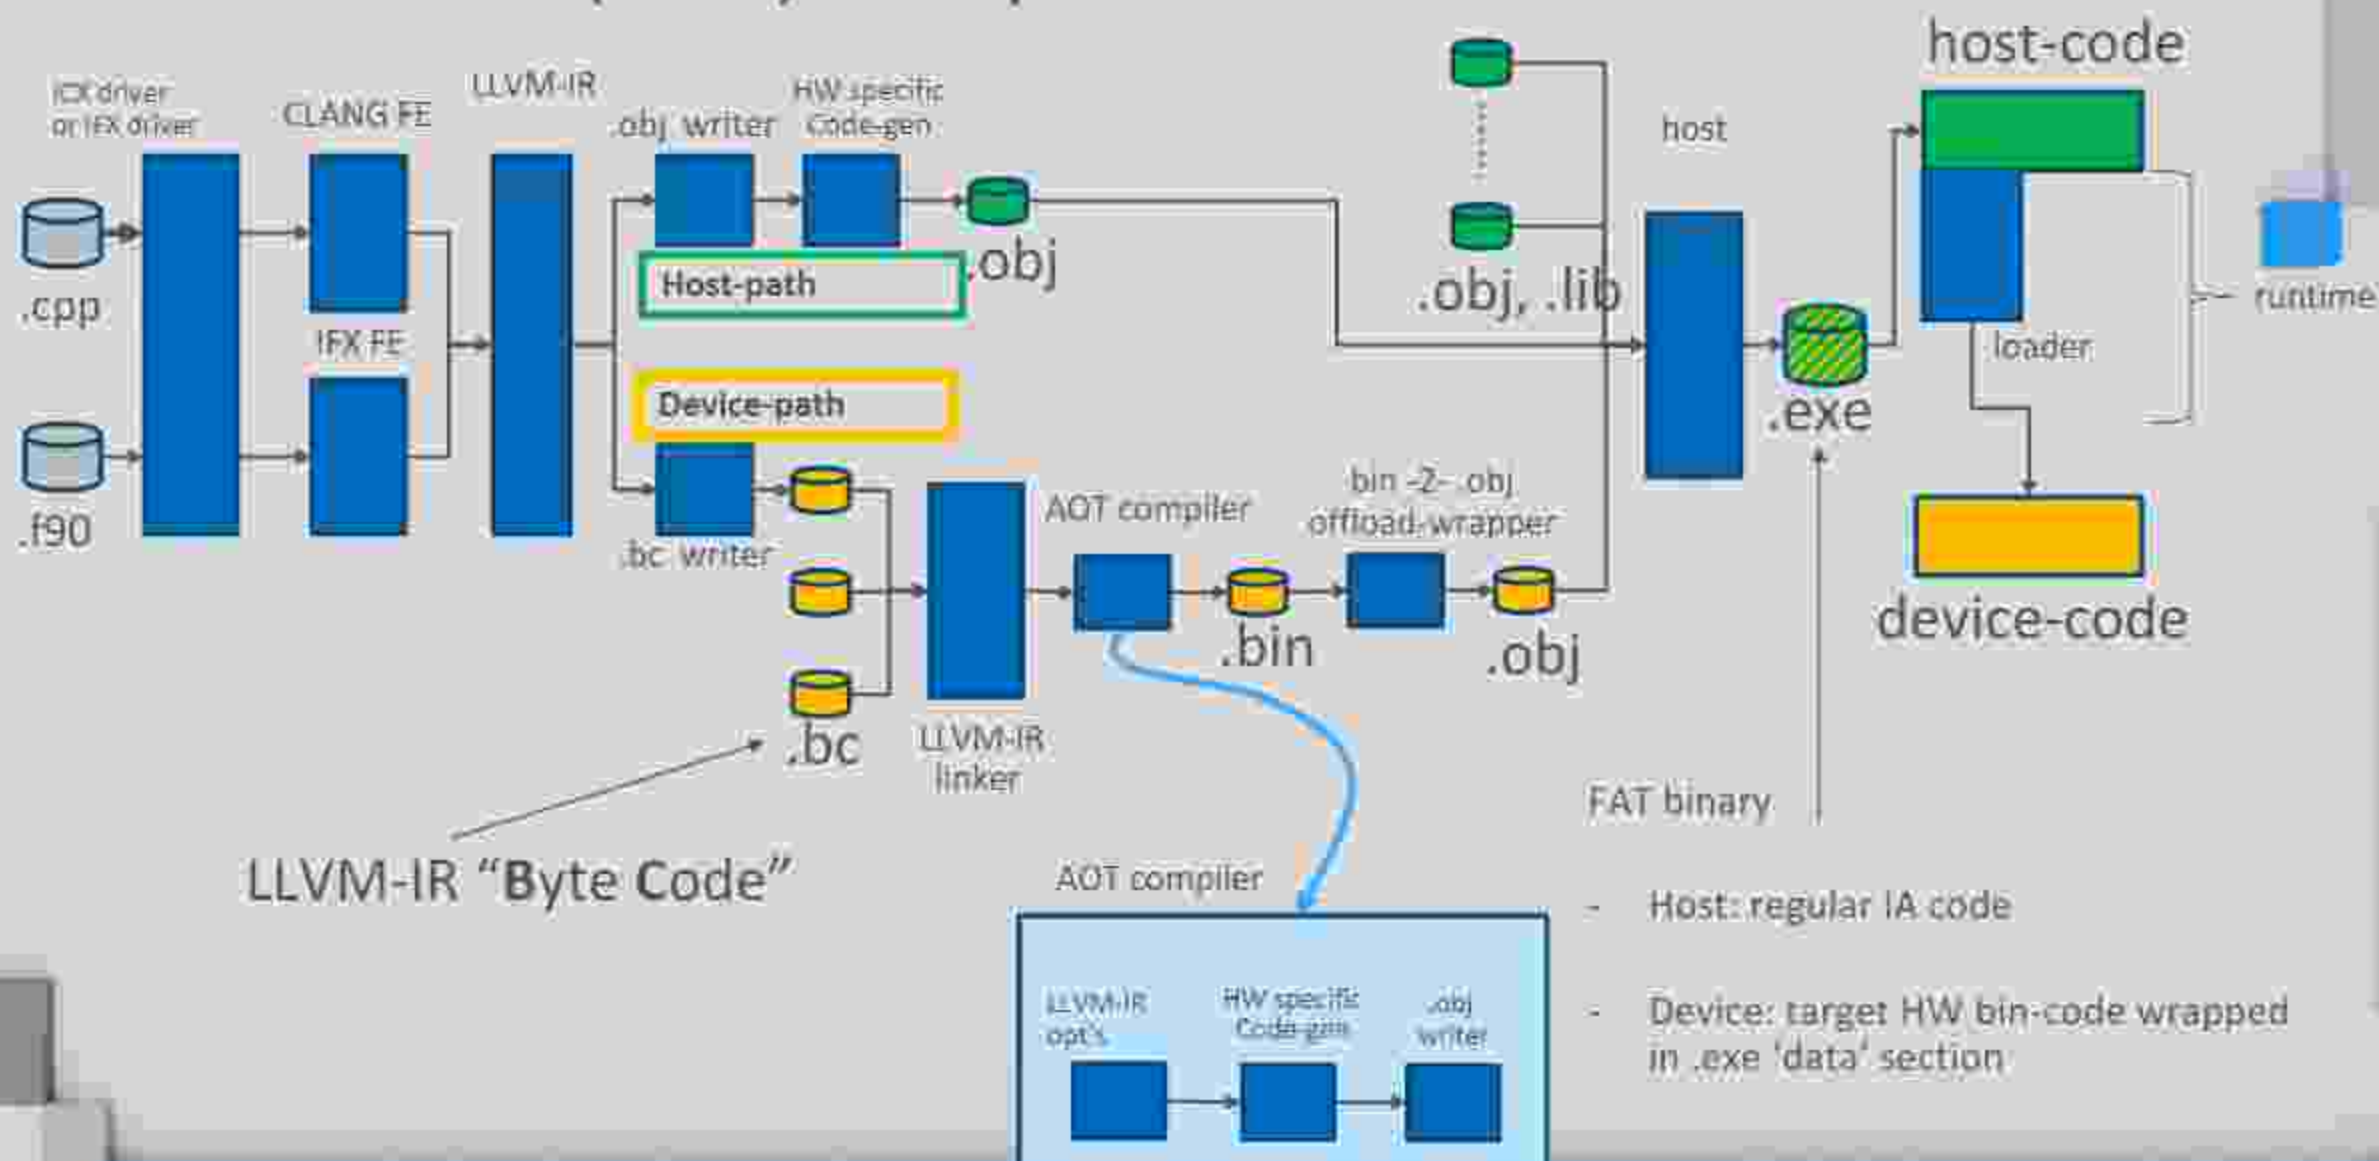 ICX driver
or IFX driver
CLANG FE
LLVM-IR
.obj writer
HW specific
Code-gen
host
host-code
.cpp
Host-path
.obj
.obj, .lib
runtime
IFX FE
loader
.exe
Device-path
.f90
.bc writer
AOT compiler
bin -2- .obj
offload-wrapper
.bin
.obj
device-code
.bc
LLVM-IR
linker
LLVM-IR “Byte Code”
FAT binary
AOT compiler
- Host: regular IA code
- Device: target HW bin-code wrapped
in .exe ‘data’ section
LLVM-IR
opt's
HW specific
Code-gen
.obj
writer